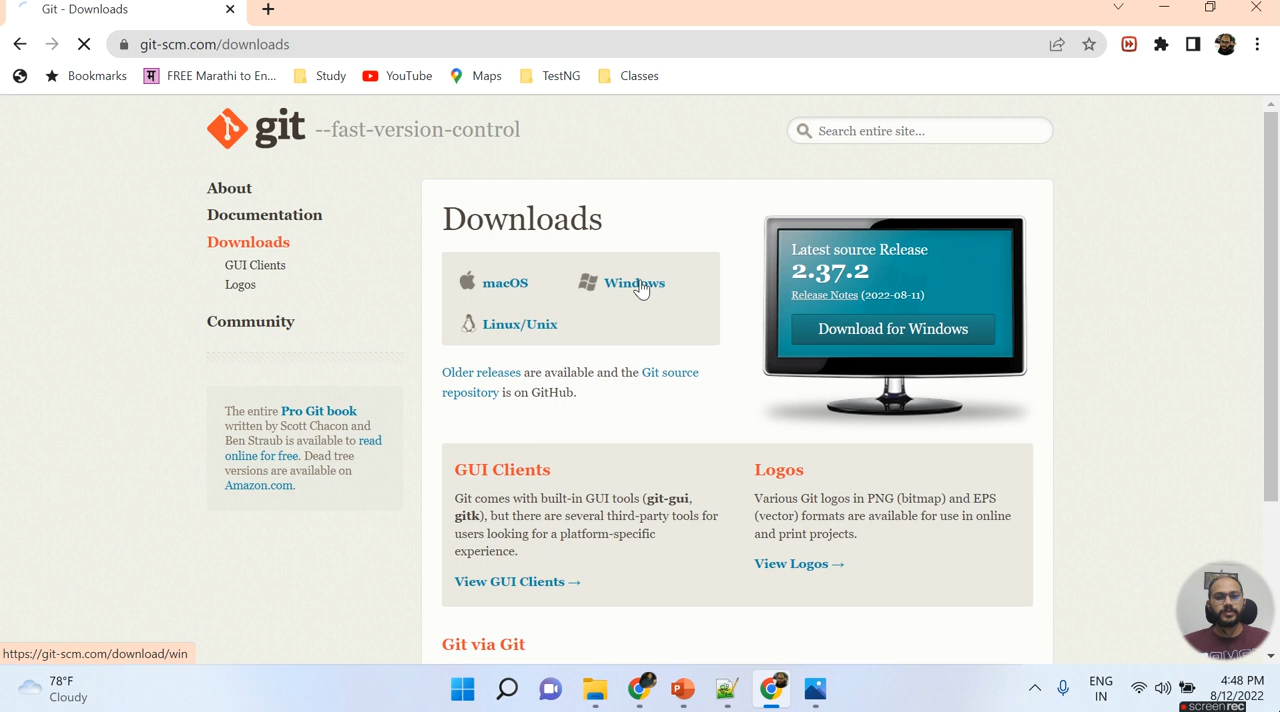 Git - Downloads
git-scm.com/downloads
Bookmarks
FREE Marathi to En...
Study
YouTube
Maps
TestNG
Classes
git --fast-version-control
Search entire site...
About
Documentation
Downloads
GUI Clients
Logos
Community
The entire Pro Git book
written by Scott Chacon and
Ben Straub is available to read
online for free. Dead tree
versions are available on
Amazon.com.
Downloads
macOS
Windows
Linux/Unix
Older releases are available and the Git source
repository is on GitHub.
Latest source Release
2.37.2
Release Notes (2022-08-11)
Download for Windows
GUI Clients
Git comes with built-in GUI tools (git-gui,
gitk), but there are several third-party tools for
users looking for a platform-specific
experience.
View GUI Clients →
Logos
Various Git logos in PNG (bitmap) and EPS
(vector) formats are available for use in online
and print projects.
View Logos →
Git via Git
https://git-scm.com/download/win
78°F
Cloudy
ENG
IN
4:48 PM
8/12/2022
screenrec